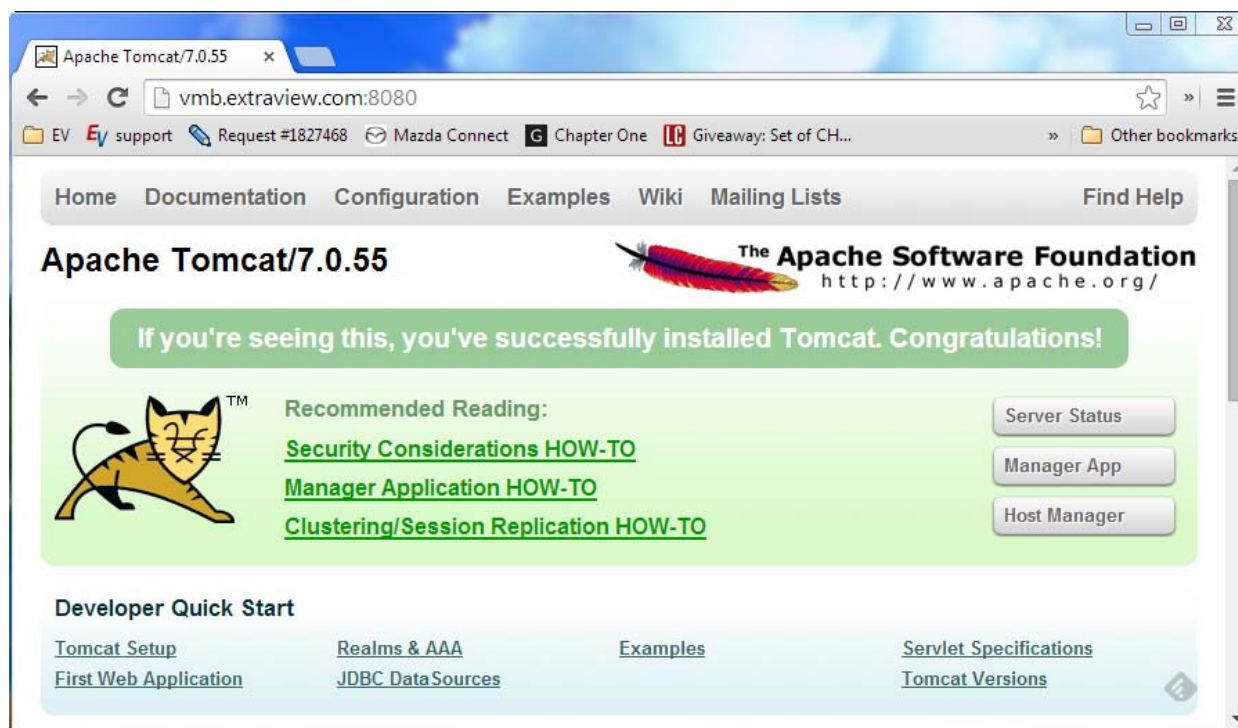 Apache Tomcat/7.0.55
vmb.extraview.com:8080
EV EV support Request #1827468 Mazda Connect G Chapter One LC Giveaway: Set of CH... » Other bookmarks
Home Documentation Configuration Examples Wiki Mailing Lists Find Help
Apache Tomcat/7.0.55
The Apache Software Foundation
http://www.apache.org/
If you're seeing this, you've successfully installed Tomcat. Congratulations!
TM
Recommended Reading:
Security Considerations HOW-TO
Manager Application HOW-TO
Clustering/Session Replication HOW-TO
Server Status
Manager App
Host Manager
Developer Quick Start
Tomcat Setup Realms & AAA Examples Servlet Specifications
First Web Application JDBC DataSources Tomcat Versions